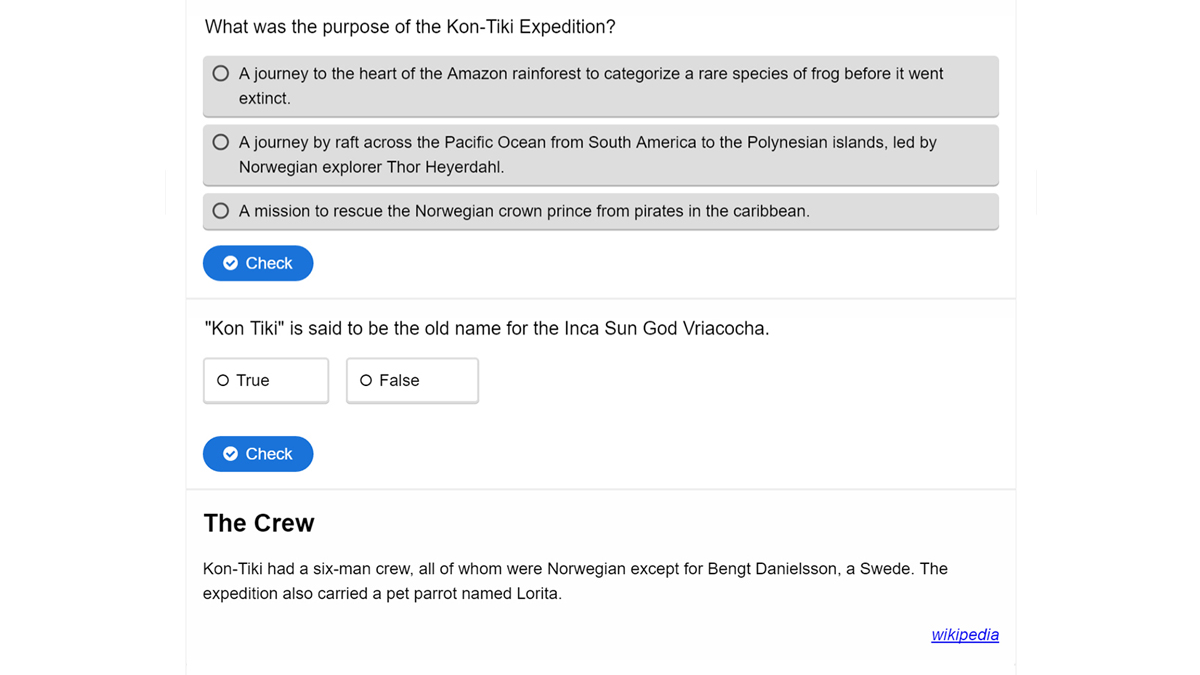 What was the purpose of the Kon-Tiki Expedition?
A journey to the heart of the Amazon rainforest to categorize a rare species of frog before it went
extinct.
A journey by raft across the Pacific Ocean from South America to the Polynesian islands, led by
Norwegian explorer Thor Heyerdahl.
A mission to rescue the Norwegian crown prince from pirates in the caribbean.
Check
"Kon Tiki" is said to be the old name for the Inca Sun God Vriacocha.
True False
Check
The Crew
Kon-Tiki had a six-man crew, all of whom were Norwegian except for Bengt Danielsson, a Swede. The
expedition also carried a pet parrot named Lorita.
wikipedia